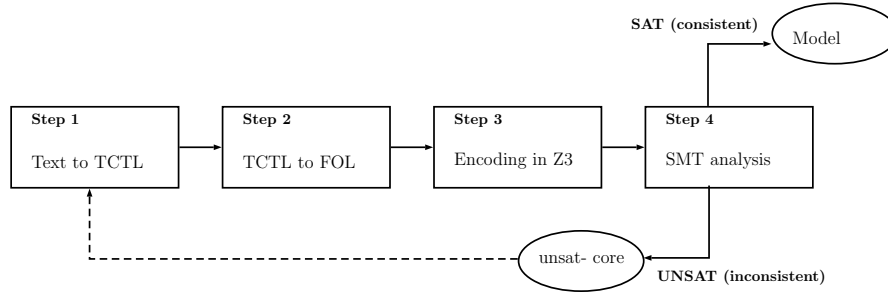 SAT (consistent)
Model
Step 1
Text to TCTL
Step 2
TCTL to FOL
Step 3
Encoding in Z3
Step 4
SMT analysis
unsat- core
UNSAT (inconsistent)